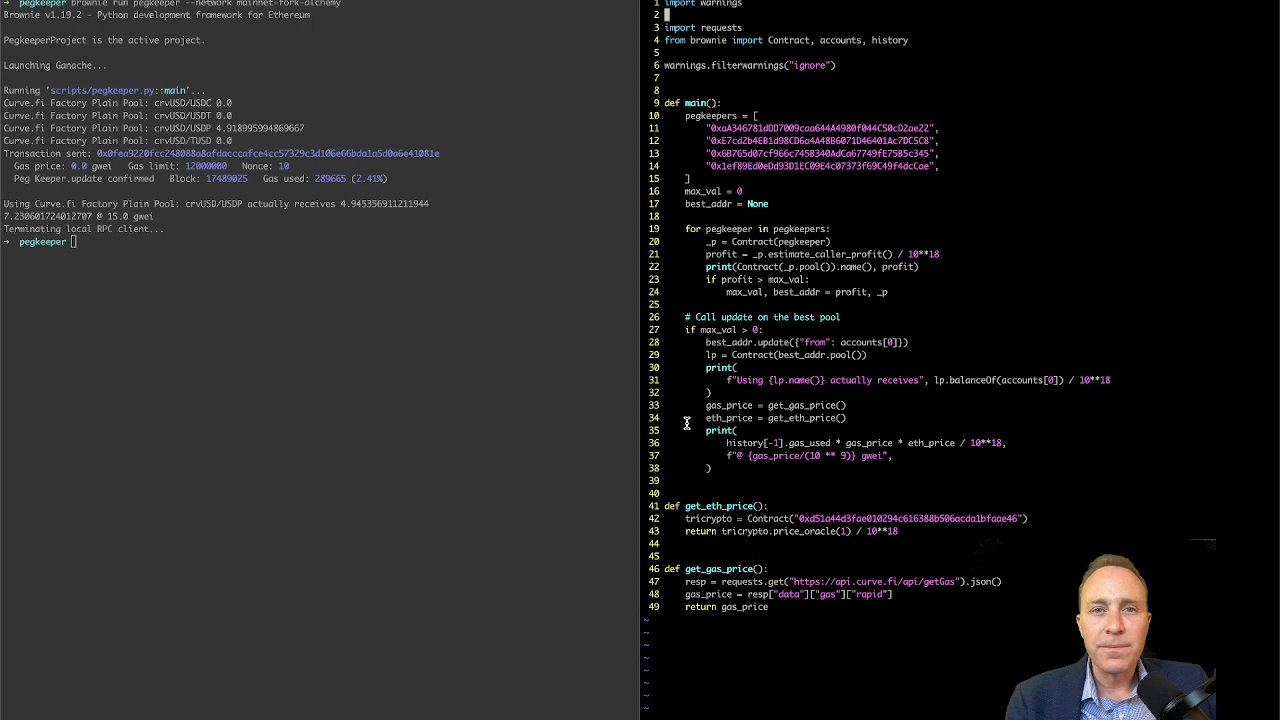 ➜ pegkeeper brownie run pegkeeper --network mainnet-fork-alchemy
Brownie v1.19.2 - Python development framework for Ethereum
PegkeeperProject is the active project.
Launching Ganache...
Running 'scripts/pegkeeper.py::main'...
Curve.fi Factory Plain Pool: crvUSD/USDC 0.0
Curve.fi Factory Plain Pool: crvUSD/USDT 0.0
Curve.fi Factory Plain Pool: crvUSD/USDP 4.918995994869667
Curve.fi Factory Plain Pool: crvUSD/TUSD 0.0
Transaction sent: 0x0fea9220fcc248088a8afdacccafce4cc57329c3d106e66bda1a5d0a6e41081e
Gas price: 0.0 gwei Gas limit: 12000000 Nonce: 10
Peg Keeper.update confirmed Block: 17489025 Gas used: 289665 (2.41%)
Using Curve.fi Factory Plain Pool: crvUSD/USDP actually receives 4.945356911211944
7.230601724012707 @ 15.0 gwei
Terminating local RPC client...
➜ pegkeeper
1 import warnings
2
3 import requests
4 from brownie import Contract, accounts, history
5
6 warnings.filterwarnings("ignore")
7
8
9 def main():
10 pegkeepers = [
11 "0xaA346781dDD7009caa644A4980f044C50cD2ae22",
12 "0xE7cd2b4EB1d98CD6a4A48B6071D46401Ac7DC5C8",
13 "0x6B765d07cf966c745B340AdCa67749fE75B5c345",
14 "0x1ef89Ed0eDd93D1EC09E4c07373f69C49f4dcCae",
15 ]
16 max_val = 0
17 best_addr = None
18
19 for pegkeeper in pegkeepers:
20 _p = Contract(pegkeeper)
21 profit = _p.estimate_caller_profit() / 10**18
22 print(Contract(_p.pool()).name(), profit)
23 if profit > max_val:
24 max_val, best_addr = profit, _p
25
26 # Call update on the best pool
27 if max_val > 0:
28 best_addr.update({"from": accounts[0]})
29 lp = Contract(best_addr.pool())
30 print(
31 f"Using {lp.name()} actually receives", lp.balanceOf(accounts[0]) / 10**18
32 )
33 gas_price = get_gas_price()
34 eth_price = get_eth_price()
35 print(
36 history[-1].gas_used * gas_price * eth_price / 10**18,
37 f"@ {gas_price/(10 ** 9)} gwei",
38 )
39
40
41 def get_eth_price():
42 tricrypto = Contract("0xd51a44d3fae010294c616388b506acda1bfaae46")
43 return tricrypto.price_oracle(1) / 10**18
44
45
46 def get_gas_price():
47 resp = requests.get("https://api.curve.fi/api/getGas").json()
48 gas_price = resp["data"]["gas"]["rapid"]
49 return gas_price
~
~
~
~
~
~
~
~